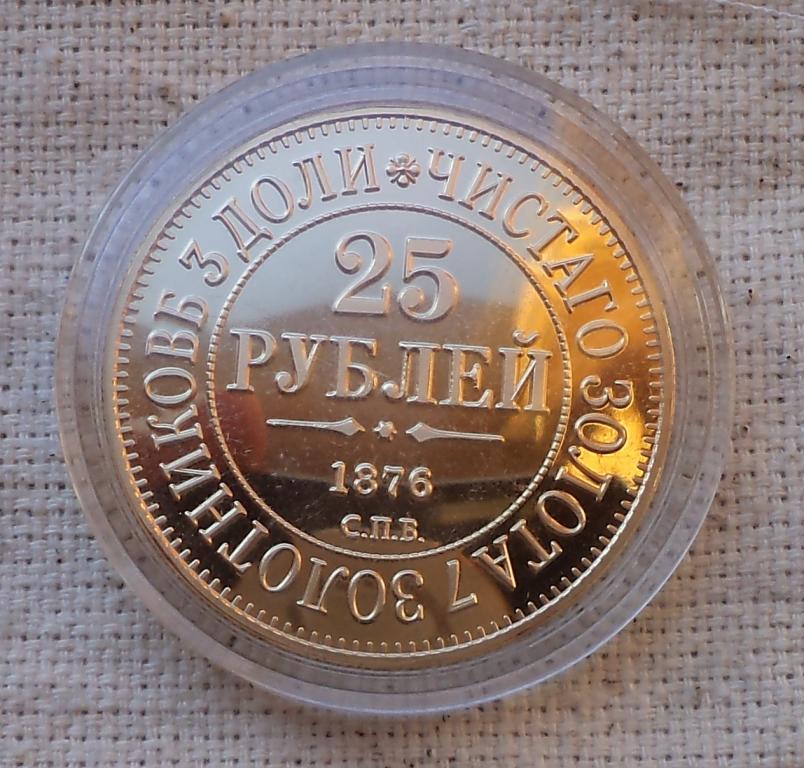 ЧИСТАГО ЗОЛОТА 7 ЗОЛОТНИКОВЪ 3 ДОЛИ
25
РУБЛЕЙ
1876
С.П.Б.